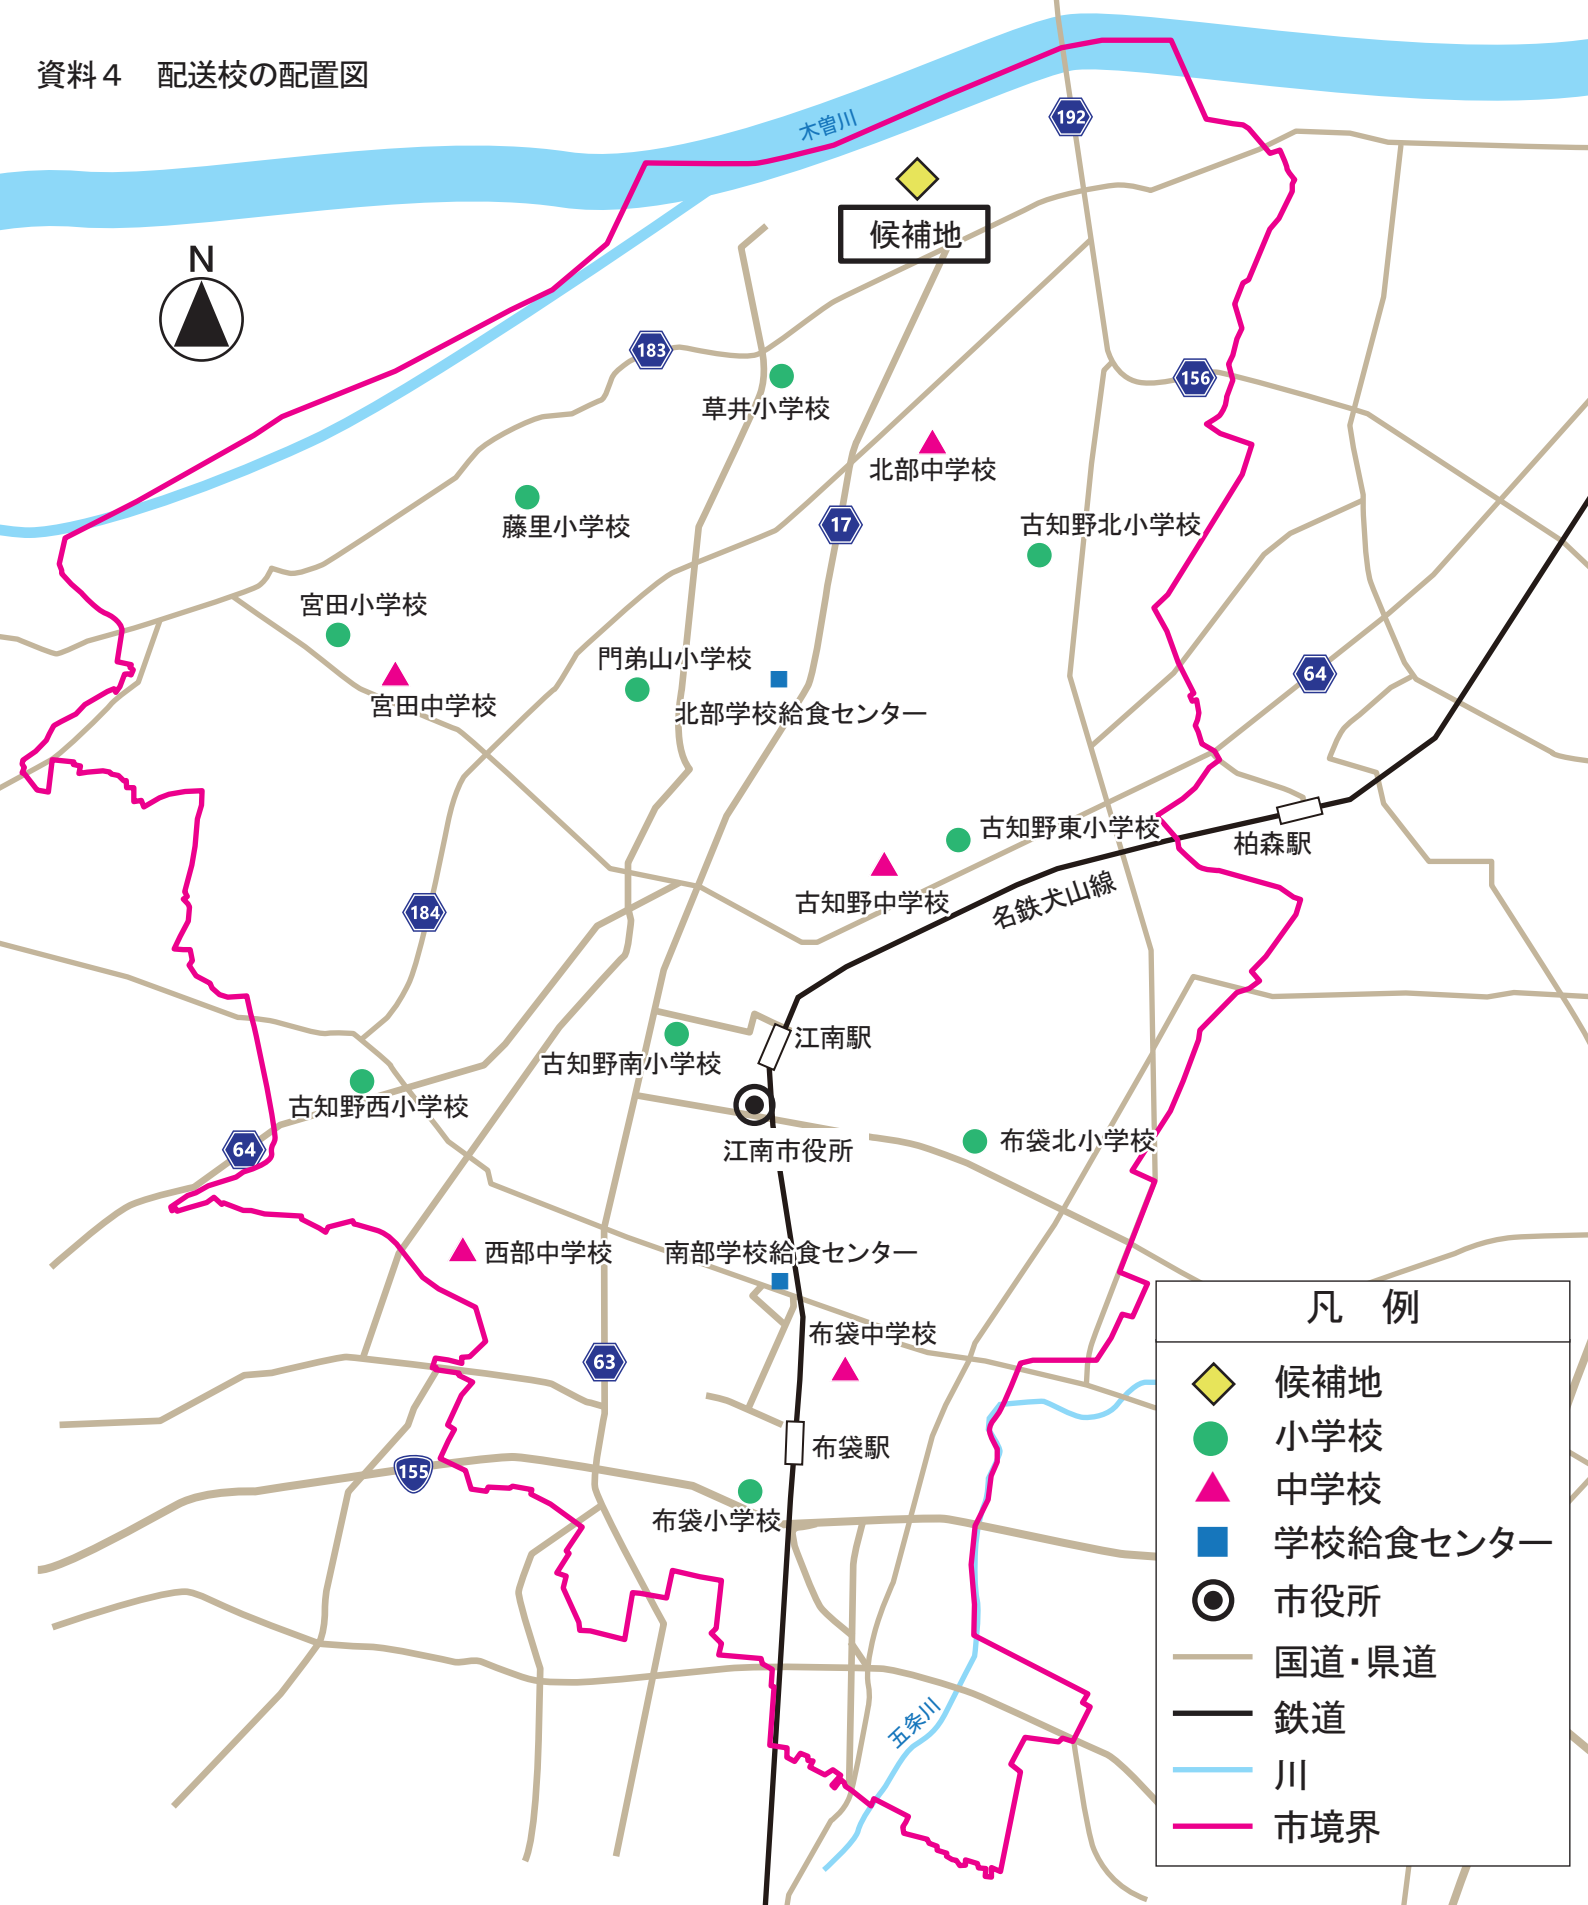 資料４　配送校の配置図
木曽川
192
候補地
N
183
156
草井小学校
北部中学校
藤里小学校
17
古知野北小学校
宮田小学校
門弟山小学校
64
宮田中学校
北部学校給食センター
古知野東小学校
柏森駅
古知野中学校
名鉄犬山線
184
江南駅
古知野南小学校
古知野西小学校
64
江南市役所
布袋北小学校
西部中学校
南部学校給食センター
布袋中学校
63
布袋駅
155
布袋小学校
五条川
凡　例
候補地
小学校
中学校
学校給食センター
市役所
国道・県道
鉄道
川
市境界